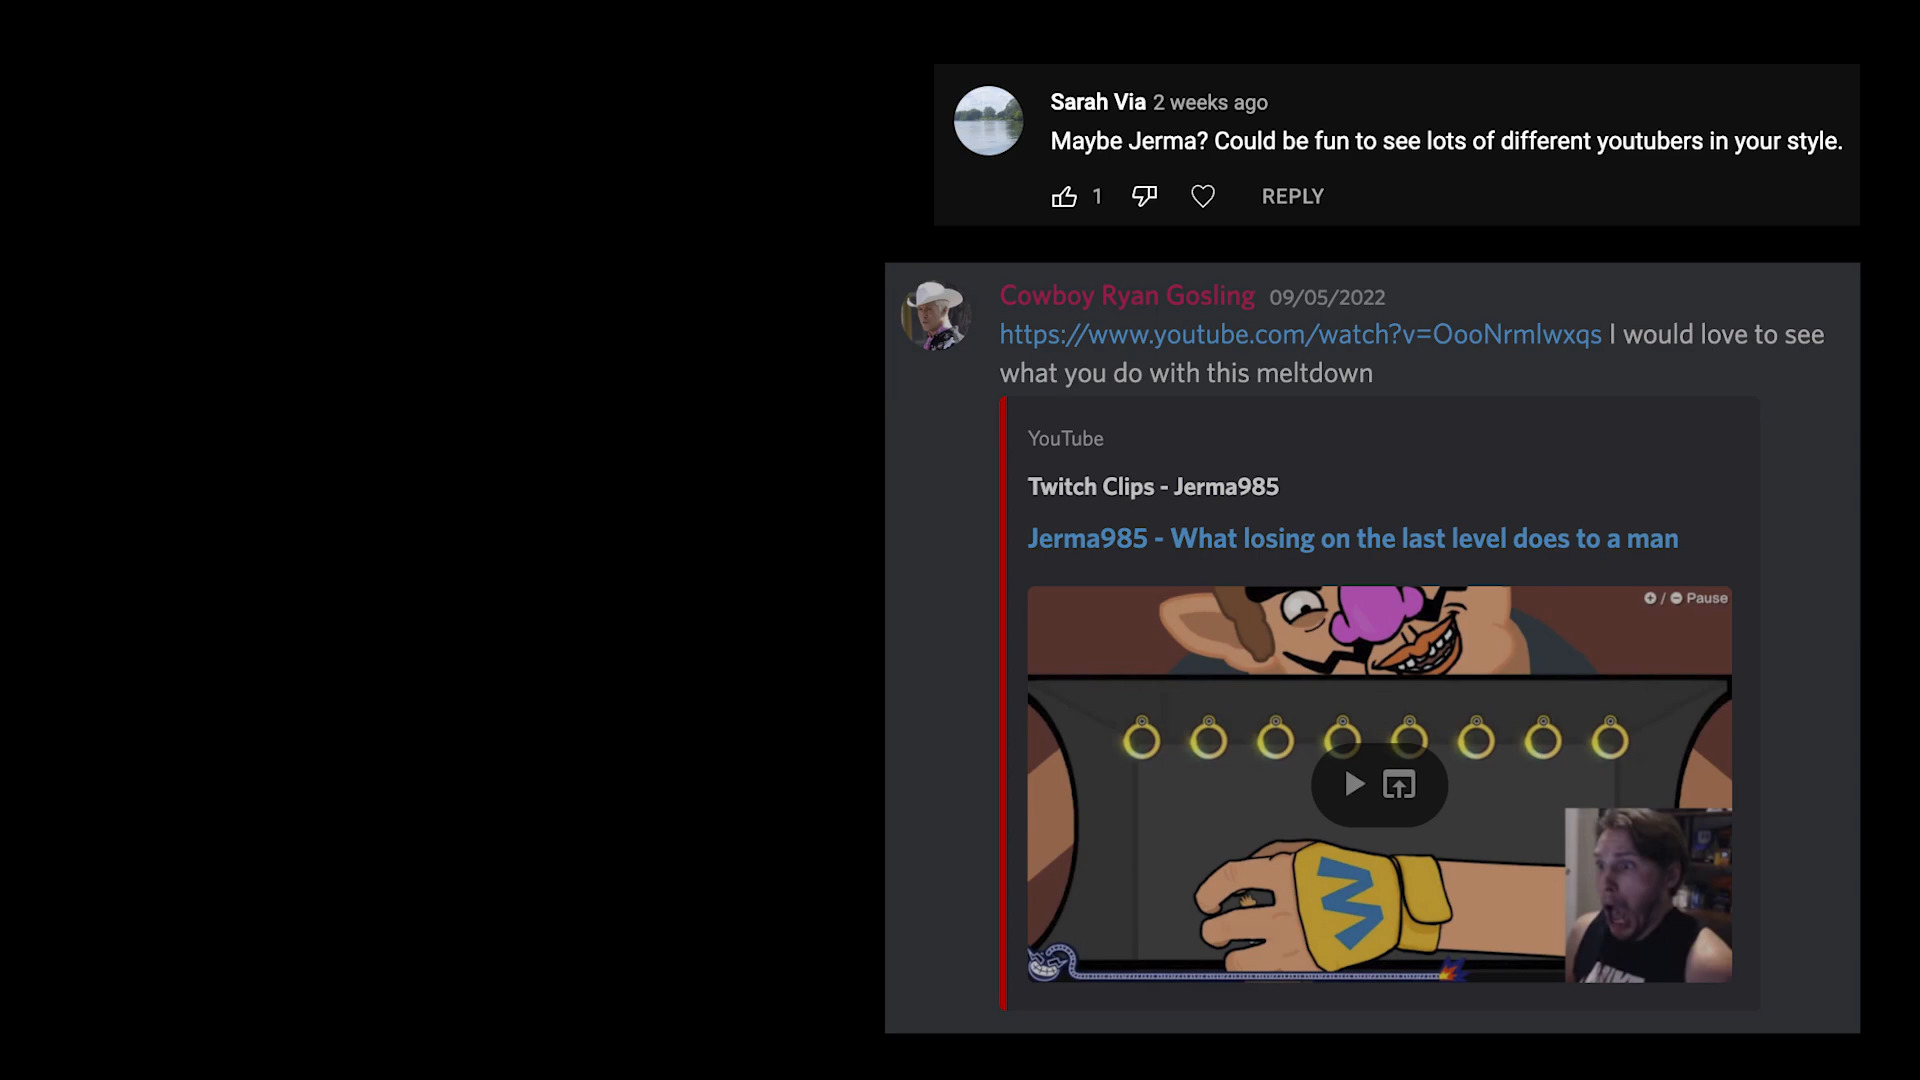 Sarah Via 2 weeks ago
Maybe Jerma? Could be fun to see lots of different youtubers in your style.
1 REPLY
Cowboy Ryan Gosling 09/05/2022
https://www.youtube.com/watch?v=OooNrmlwxqs I would love to see
what you do with this meltdown
YouTube
Twitch Clips - Jerma985
Jerma985 - What losing on the last level does to a man
+ / - Pause
W